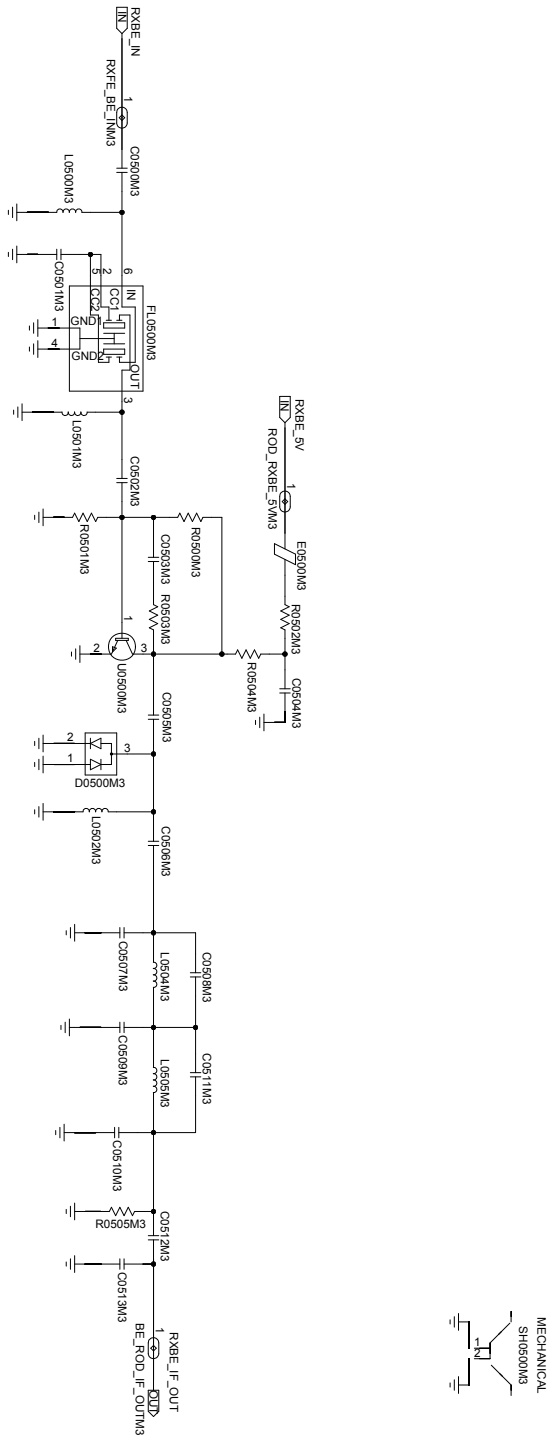 RXBE_IN
IN
RXFE_BE_INM3
1
C0500M3
L0500M3
C0501M3
5
2
6
CC2
CC1
IN
FL0500M3
1
GND1
4
GND2
OUT
3
L0501M3
C0502M3
R0501M3
C0503M3
R0500M3
R0503M3
1
2
3
U0500M3
RXBE_5V
IN
ROD_RXBE_5VM3
1
E0500M3
R0502M3
R0504M3
C0504M3
C0505M3
2
1
3
D0500M3
L0502M3
C0506M3
C0507M3
L0504M3
C0508M3
C0509M3
L0505M3
C0511M3
C0510M3
R0505M3
C0512M3
C0513M3
1
RXBE_IF_OUT
BE_ROD_IF_OUTM3
OUT
MECHANICAL
SH0500M3
1
2